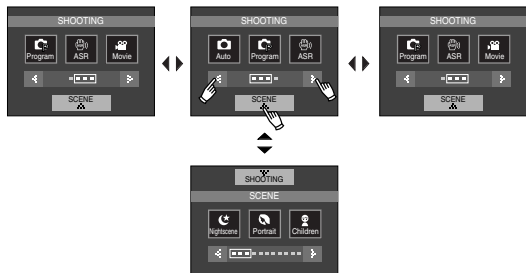 SHOOTING
Program ASR Movie
SCENE
SHOOTING
Auto Program ASR
SCENE
SHOOTING
Program ASR Movie
SCENE
SHOOTING
SCENE
Nightscene Portrait Children